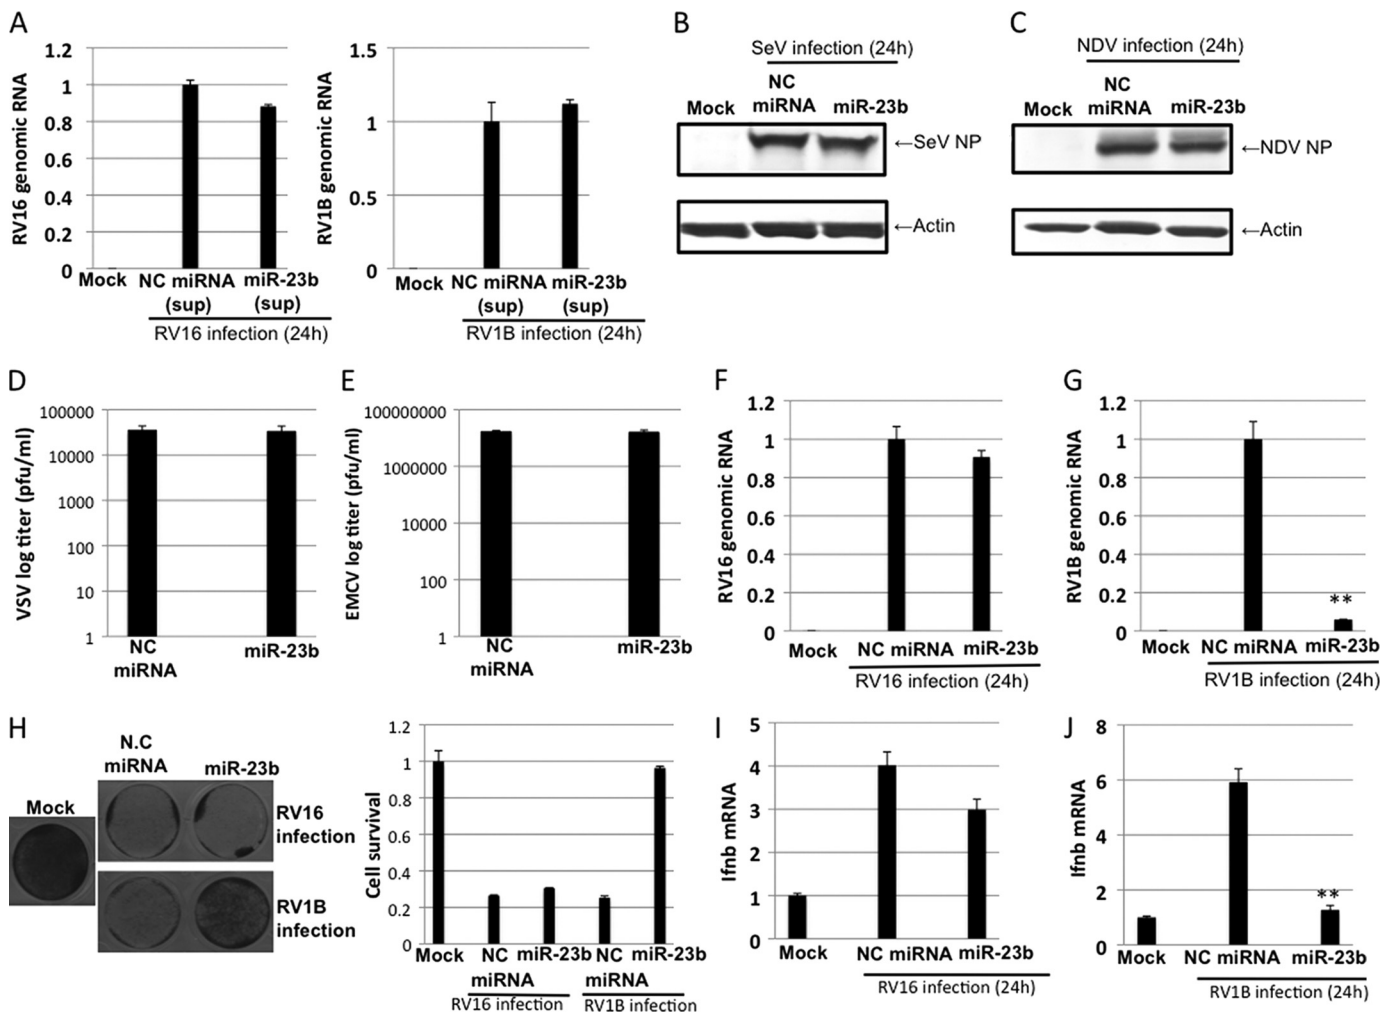 A
1.2
1
0.8
0.6
0.4
0.2
0
RV16 genomic RNA
Mock
NC miRNA
(sup)
miR-23b
(sup)
RV16 infection (24h)
1.5
1
0.5
0
RV1B genomic RNA
Mock
NC miRNA
(sup)
miR-23b
(sup)
RV1B infection (24h)
B
SeV infection (24h)
Mock
NC
miRNA
miR-23b
←SeV NP
←Actin
C
NDV infection (24h)
Mock
NC
miRNA
miR-23b
←NDV NP
←Actin
D
100000
10000
1000
100
10
1
VSV log titer (pfu/ml)
NC
miRNA
miR-23b
E
100000000
1000000
10000
100
1
EMCV log titer (pfu/ml)
NC
miRNA
miR-23b
F
1.2
1
0.8
0.6
0.4
0.2
0
RV16 genomic RNA
Mock
NC miRNA
miR-23b
RV16 infection (24h)
G
1.2
1
0.8
0.6
0.4
0.2
0
RV1B genomic RNA
**
Mock
NC miRNA
miR-23b
RV1B infection (24h)
H
N.C
miRNA
miR-23b
Mock
RV16
infection
RV1B
infection
1.2
1
0.8
0.6
0.4
0.2
0
Cell survival
Mock
NC
miRNA
miR-23b
NC
miRNA
miR-23b
RV16 infection
RV1B infection
I
5
4
3
2
1
0
Ifnb mRNA
Mock
NC miRNA
miR-23b
RV16 infection (24h)
J
8
6
4
2
0
Ifnb mRNA
**
Mock
NC miRNA
miR-23b
RV1B infection (24h)